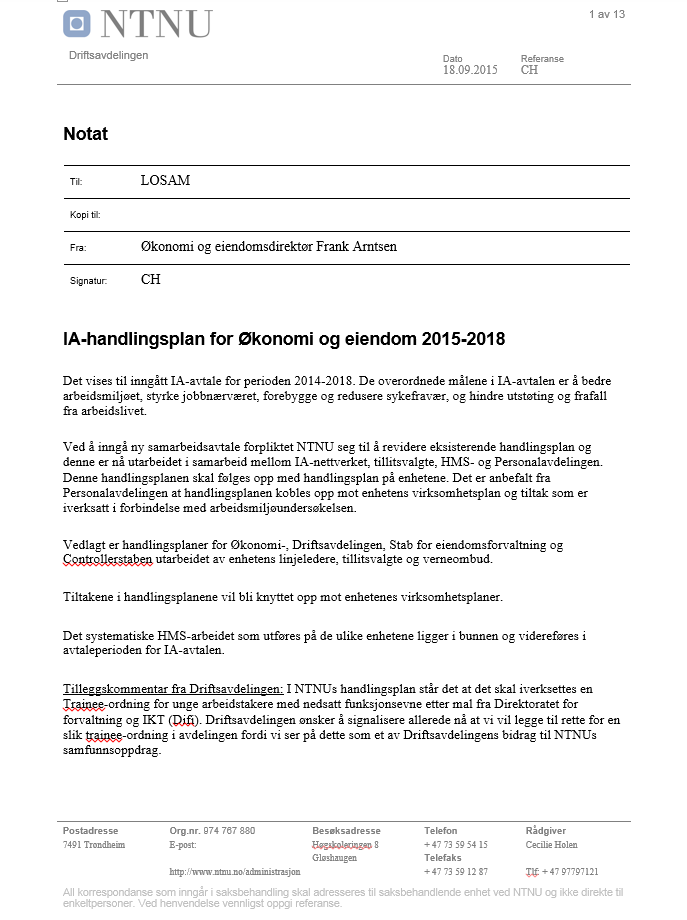 NTNU
1 av 13
Driftsavdelingen
Dato
Referanse
18.09.2015
CH
Notat
Til:
LOSAM
Kopi til:
Fra:
Økonomi og eiendomsdirektør Frank Arntsen
Signatur:
CH
IA-handlingsplan for Økonomi og eiendom 2015-2018
Det vises til inngått IA-avtale for perioden 2014-2018. De overordnede målene i IA-avtalen er å bedre
arbeidsmiljøet, styrke jobbnærværet, forebygge og redusere sykefravær, og hindre utstøting og frafall
fra arbeidslivet.
Ved å inngå ny samarbeidsavtale forpliktet NTNU seg til å revidere eksisterende handlingsplan og
denne er nå utarbeidet i samarbeid mellom IA-nettverket, tillitsvalgte, HMS- og Personalavdelingen.
Denne handlingsplanen skal følges opp med handlingsplan på enhetene. Det er anbefalt fra
Personalavdelingen at handlingsplanen kobles opp mot enhetens virksomhetsplan og tiltak som er
iverksatt i forbindelse med arbeidsmiljøundersøkelsen.
Vedlagt er handlingsplaner for Økonomi-, Driftsavdelingen, Stab for eiendomsforvaltning og
Controllerstaben utarbeidet av enhetens linjeledere, tillitsvalgte og verneombud.
Tiltakene i handlingsplanene vil bli knyttet opp mot enhetenes virksomhetsplaner.
Det systematiske HMS-arbeidet som utføres på de ulike enhetene ligger i bunnen og videreføres i
avtaleperioden for IA-avtalen.
Tilleggskommentar fra Driftsavdelingen: I NTNUs handlingsplan står det at det skal iverksettes en
Trainee-ordning for unge arbeidstakere med nedsatt funksjonsevne etter mal fra Direktoratet for
forvaltning og IKT (Difi). Driftsavdelingen ønsker å signalisere allerede nå at vi vil legge til rette for en
slik trainee-ordning i avdelingen fordi vi ser på dette som et av Driftsavdelingens bidrag til NTNUs
samfunnsoppdrag.
Postadresse
Org.nr. 974 767 880
Besøksadresse
Telefon
Rådgiver
7491 Trondheim
E-post:
Høgskoleringen 8
+ 47 73 59 54 15
Cecilie Holen
Gløshaugen
Telefaks
http://www.ntnu.no/administrasjon
+ 47 73 59 12 87
Tlf: + 47 97797121
All korrespondanse som inngår i saksbehandling skal adresseres til saksbehandlende enhet ved NTNU og ikke direkte til
enkeltpersoner. Ved henvendelse vennligst oppgi referanse.